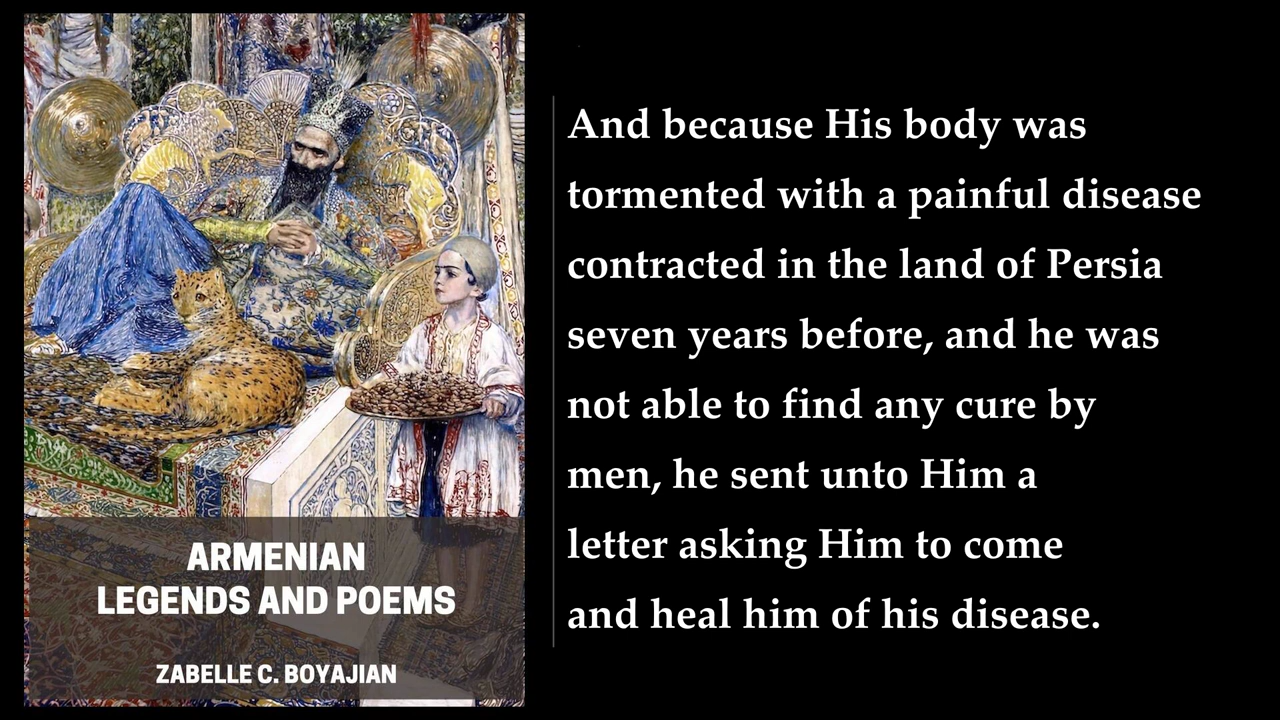 ARMENIAN
LEGENDS AND POEMS
ZABELLE C. BOYAJIAN
And because His body was
tormented with a painful disease
contracted in the land of Persia
seven years before, and he was
not able to find any cure by
men, he sent unto Him a
letter asking Him to come
and heal him of his disease.